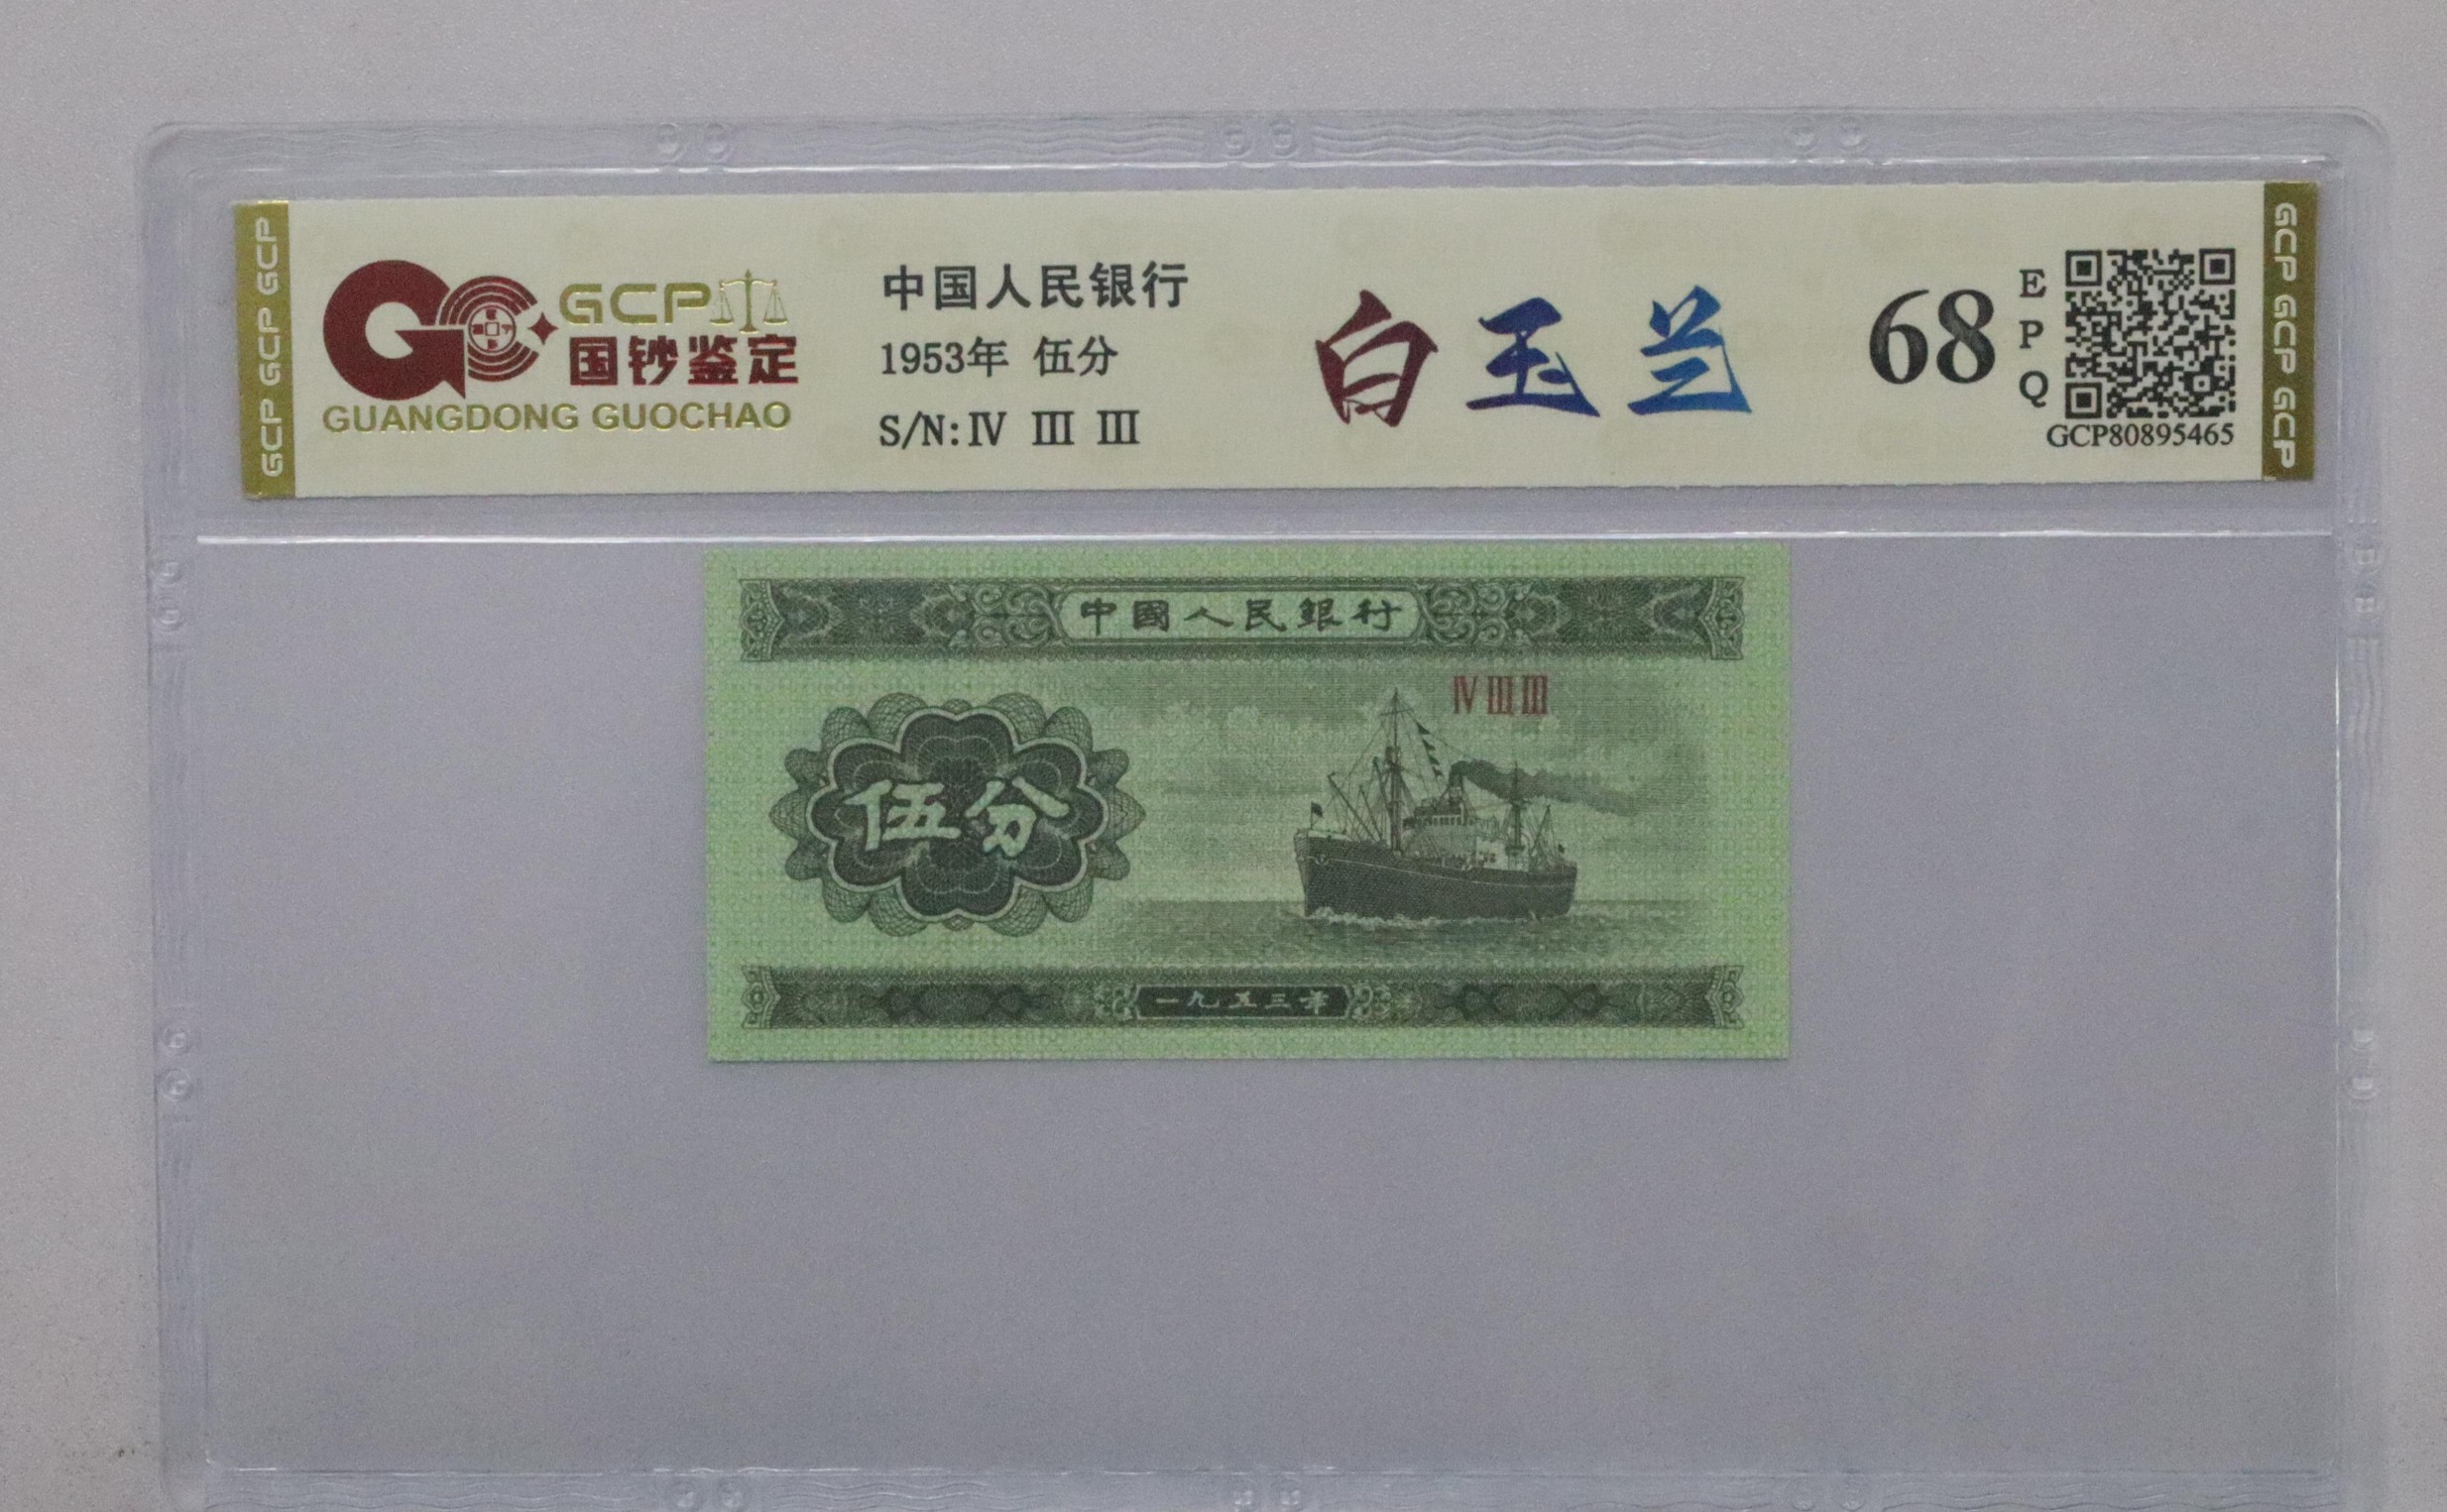 GCP GCP GCP
GCP
国钞鉴定
GUANGDONG GUOCHAO
中国人民银行
1953年 伍分
S/N:Ⅳ Ⅲ Ⅲ
白玉兰
68
EPQ
GCP80895465
GCP GCP GCP
中國人民銀行
Ⅳ Ⅲ Ⅲ
伍分
一九五三年